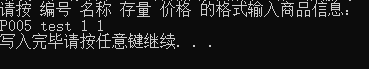 请按 编号 名称 存量 价格 的格式输入商品信息:
P005 test 1 1
写入完毕请按任意键继续. . .